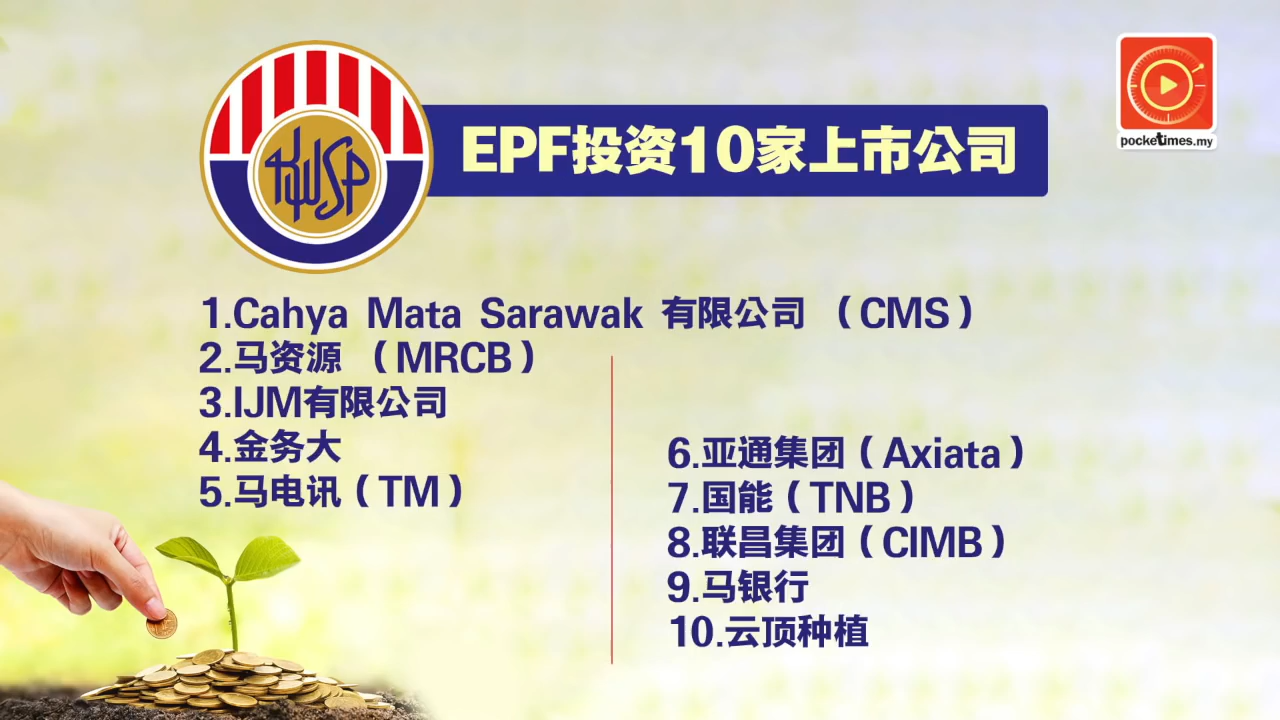 KWSP
EPF投资10家上市公司
pocketimes.my
1.Cahya Mata Sarawak 有限公司 （CMS）
2.马资源 （MRCB）
3.IJM有限公司
4.金务大
5.马电讯（TM）
6.亚通集团（Axiata）
7.国能（TNB）
8.联昌集团（CIMB）
9.马银行
10.云顶种植